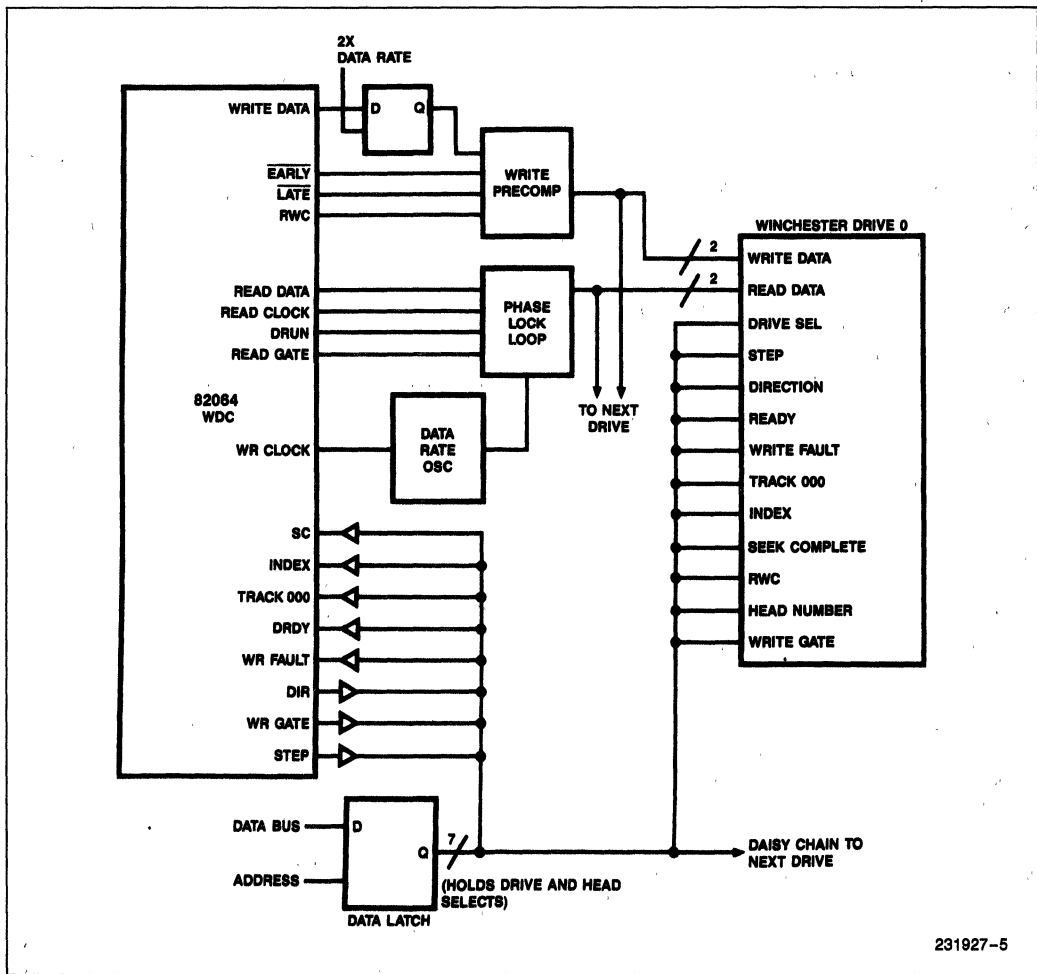 2X
DATA RATE
WRITE DATA
D
Q
EARLY
LATE
RWC
WRITE
PRECOMP
WINCHESTER DRIVE 0
2
WRITE DATA
2
READ DATA
READ DATA
READ CLOCK
DRUN
READ GATE
PHASE
LOCK
LOOP
DRIVE SEL
STEP
DIRECTION
READY
WRITE FAULT
TRACK 000
INDEX
SEEK COMPLETE
RWC
HEAD NUMBER
WRITE GATE
TO NEXT
DRIVE
82064
WDC
WR CLOCK
DATA
RATE
OSC
SC
INDEX
TRACK 000
DRDY
WR FAULT
DIR
WR GATE
STEP
DATA BUS
D
ADDRESS
Q
7
(HOLDS DRIVE AND HEAD
SELECTS)
DATA LATCH
DAISY CHAIN TO
NEXT DRIVE
231927-5